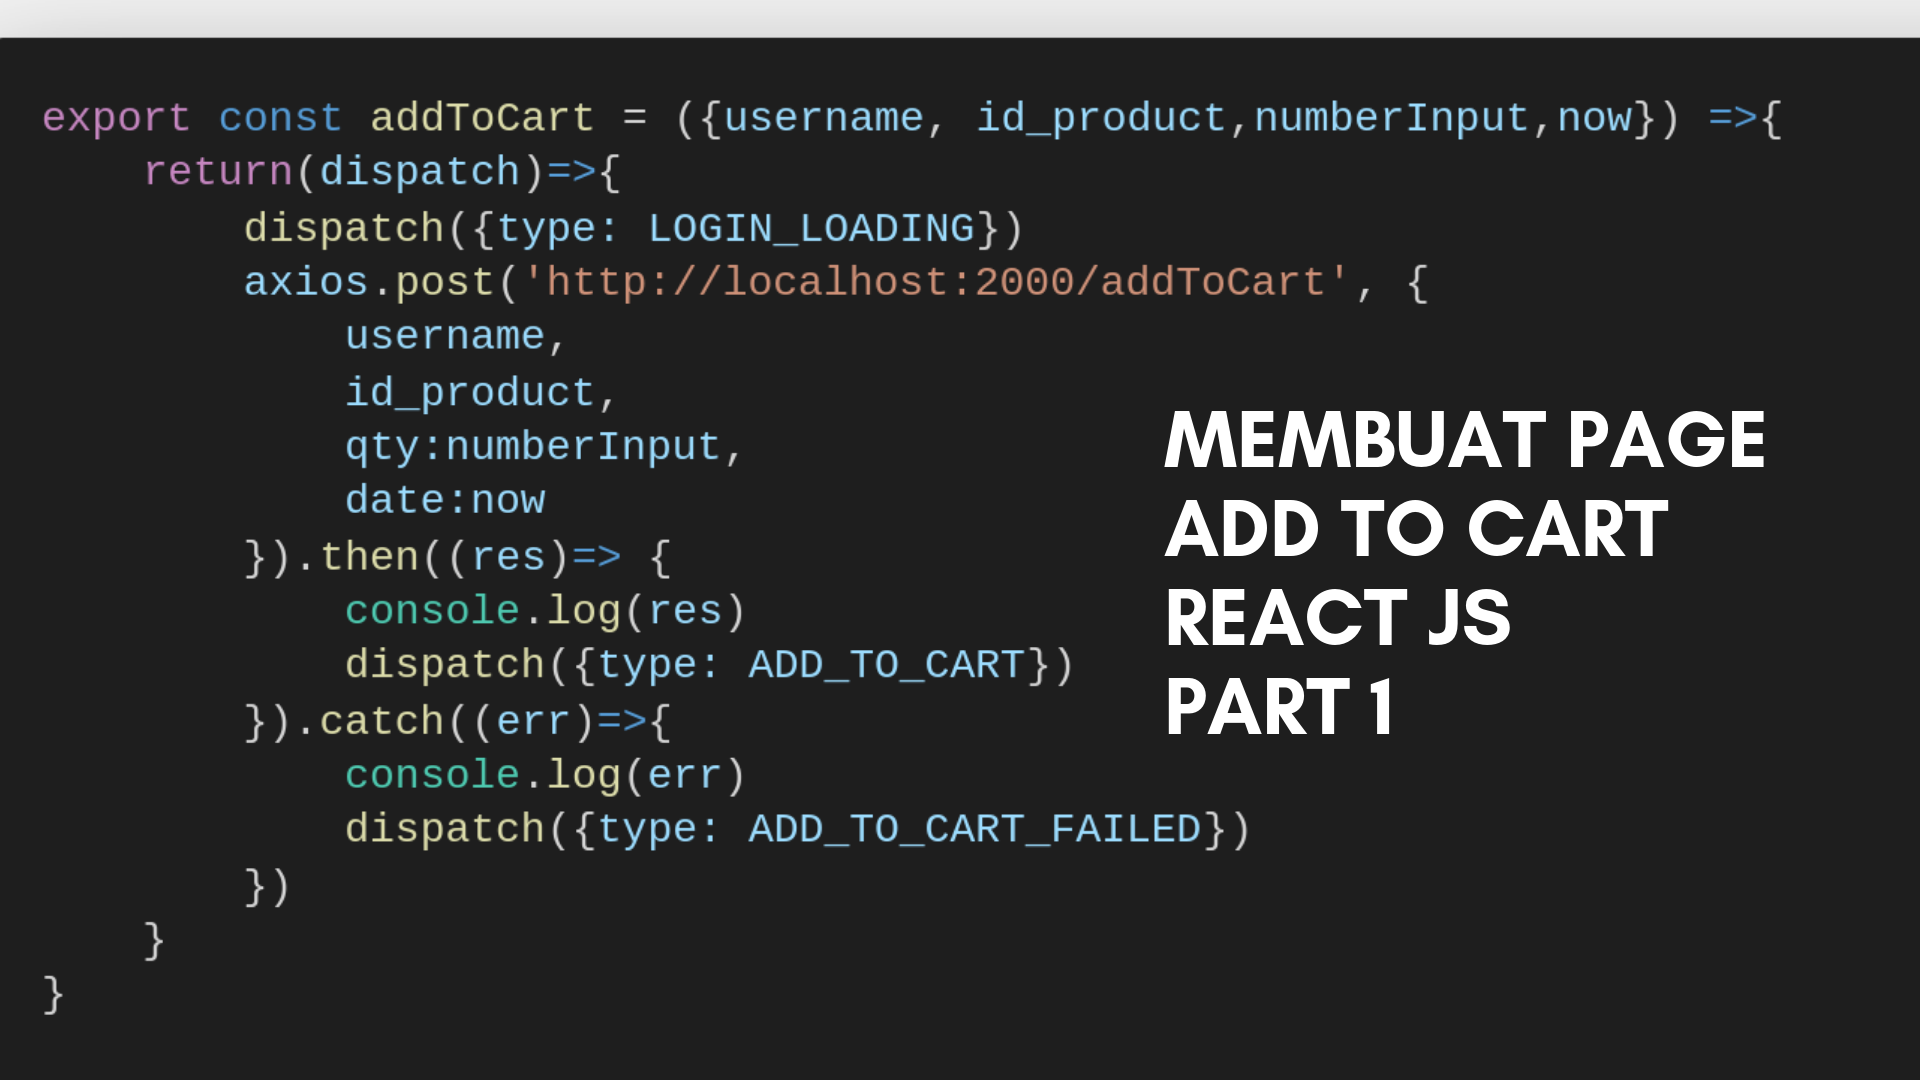 export const addToCart = ({username, id_product,numberInput,now}) =>{
    return(dispatch)=>{
        dispatch({type: LOGIN_LOADING})
        axios.post('http://localhost:2000/addToCart', {
            username,
            id_product,
            qty:numberInput,
            date:now
        }).then((res)=> {
            console.log(res)
            dispatch({type: ADD_TO_CART})
        }).catch((err)=>{
            console.log(err)
            dispatch({type: ADD_TO_CART_FAILED})
        })
    }
}
MEMBUAT PAGE
ADD TO CART
REACT JS
PART 1